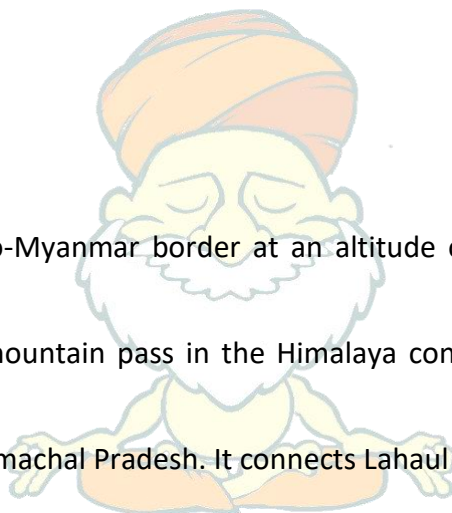 o-Myanmar border at an altitude
mountain pass in the Himalaya con
machal Pradesh. It connects Lahaul